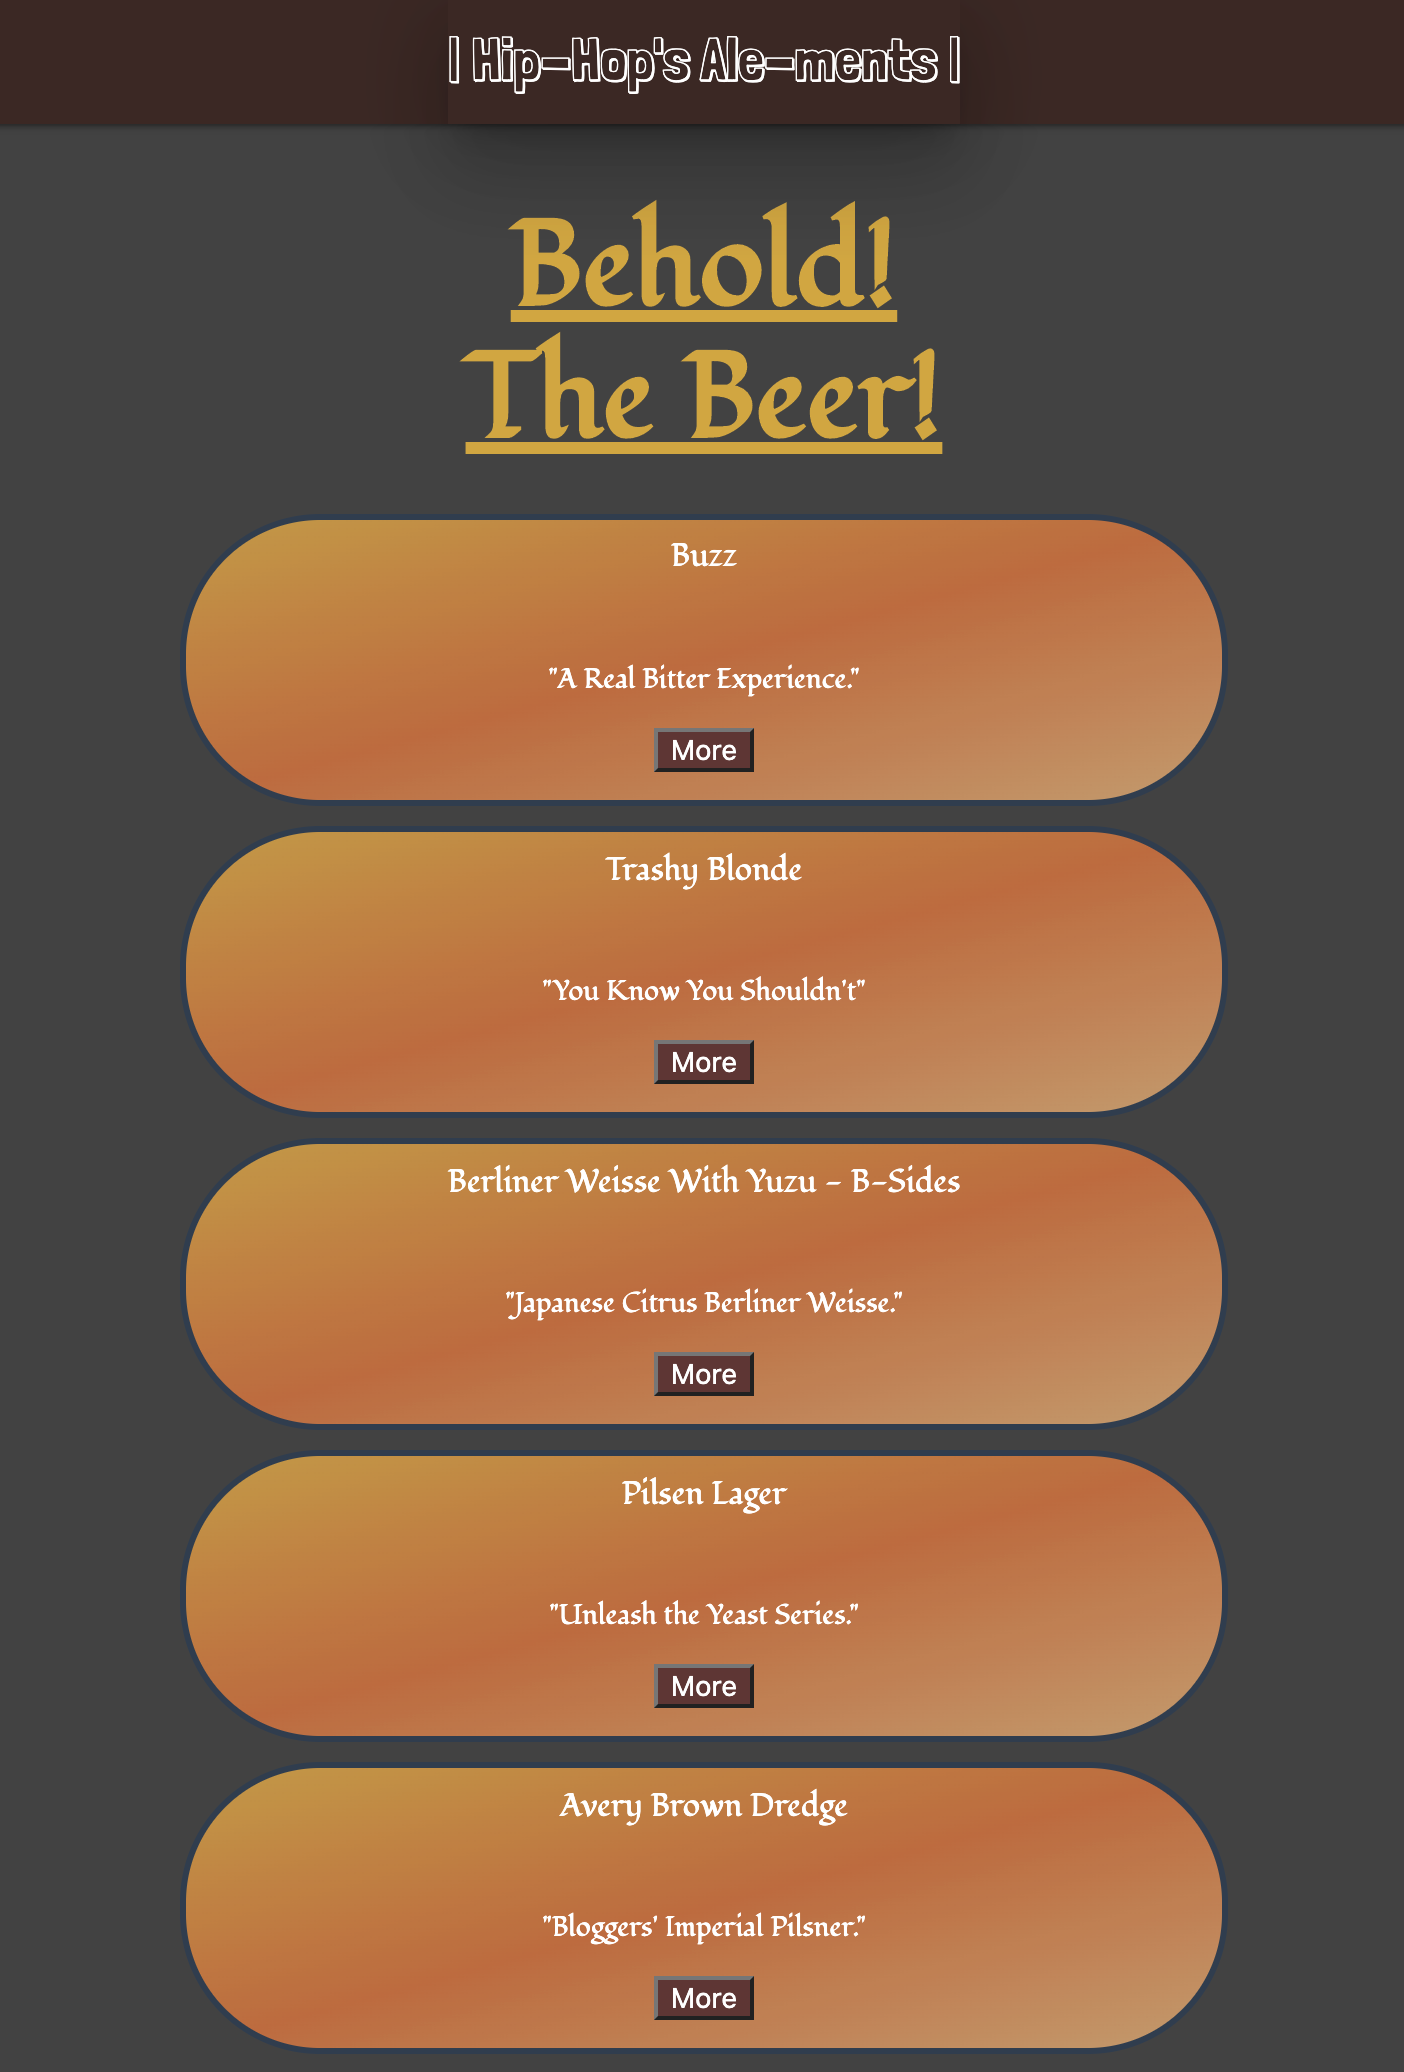 | Hip-Hop's Ale-ments |
Behold!
The Beer!
Buzz
"A Real Bitter Experience."
More
Trashy Blonde
"You Know You Shouldn't"
More
Berliner Weisse With Yuzu - B-Sides
"Japanese Citrus Berliner Weisse."
More
Pilsen Lager
"Unleash the Yeast Series."
More
Avery Brown Dredge
"Bloggers' Imperial Pilsner."
More